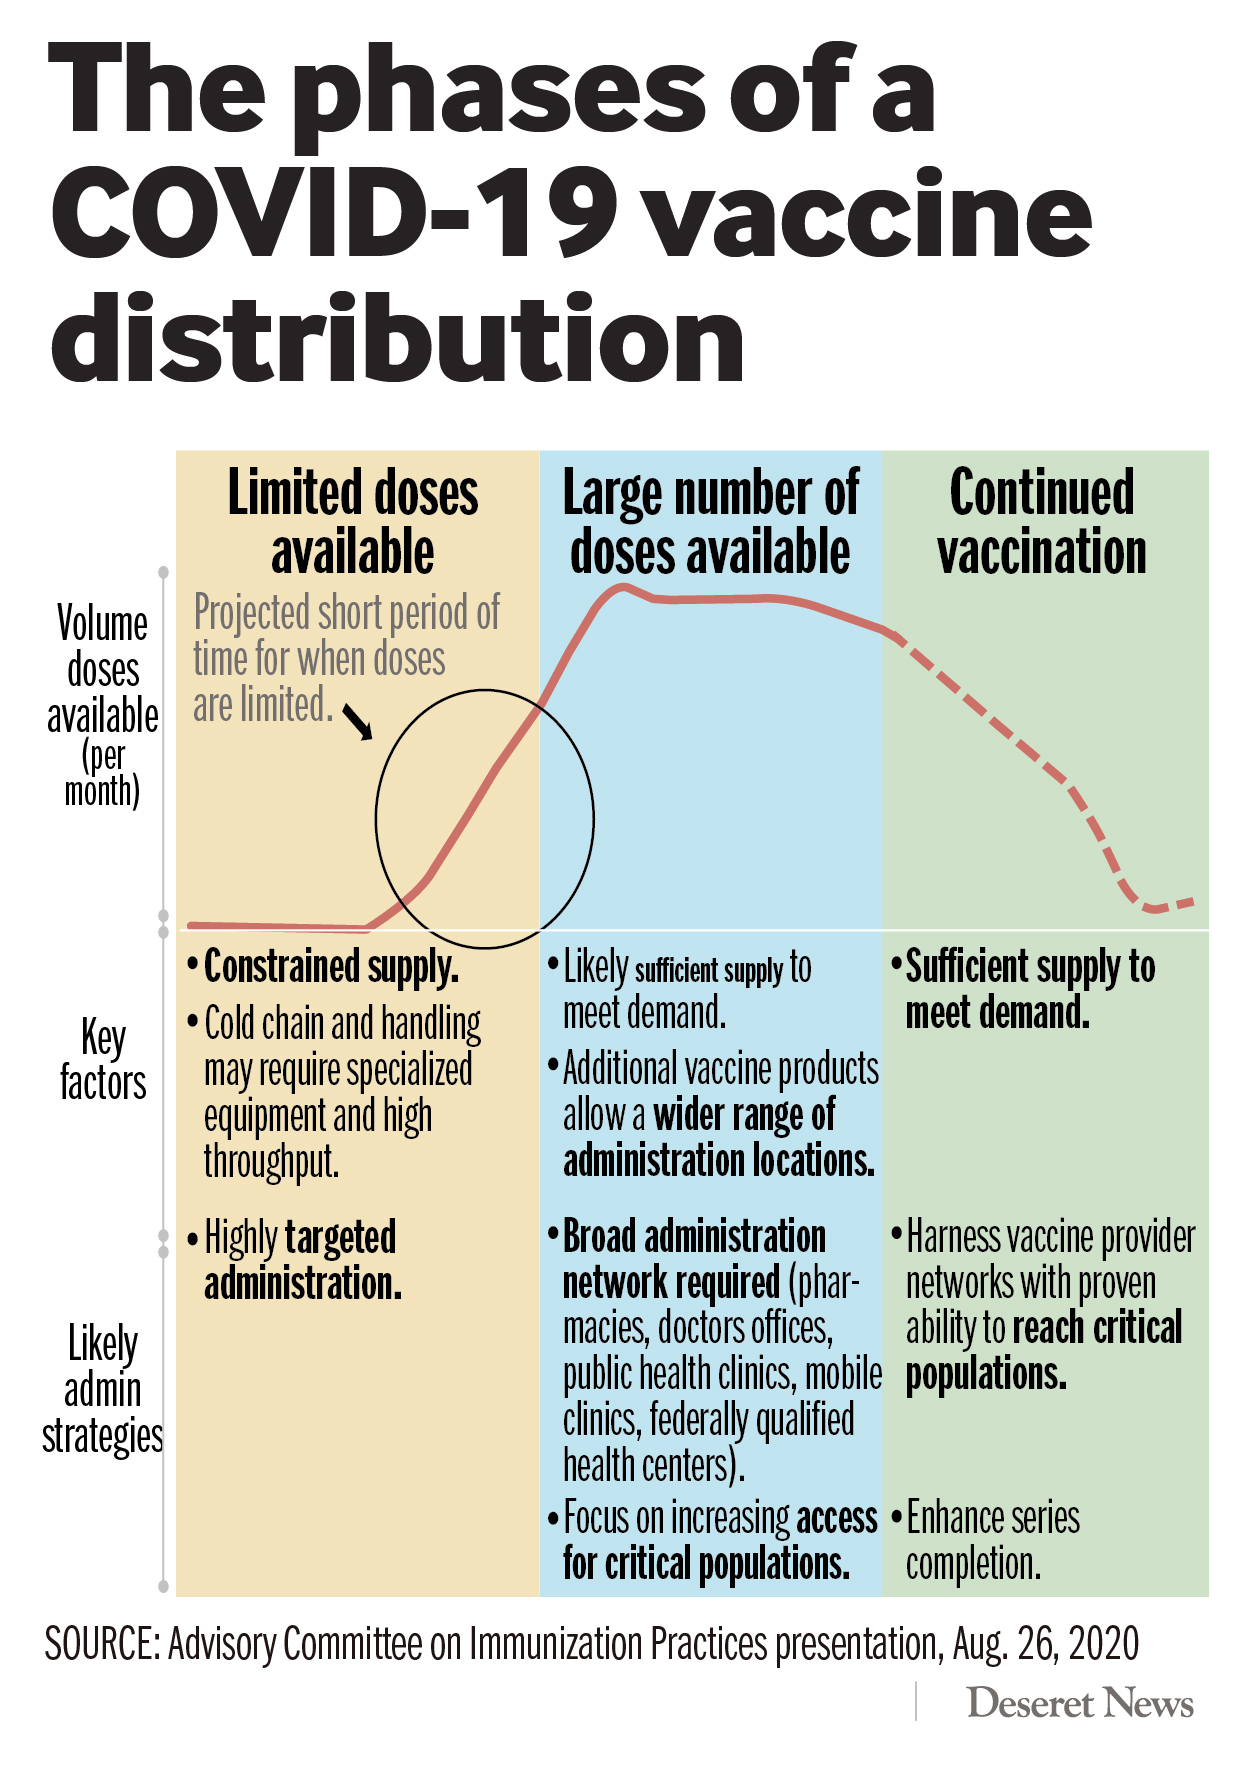 The phases of a
COVID-19 vaccine
distribution
Limited doses
available
Large number of
doses available
Continued
vaccination
Projected short period of
time for when doses
are limited.
Volume
doses
available
(per
month)
Key
factors
• Constrained supply.
• Cold chain and handling
may require specialized
equipment and high
throughput.
• Likely sufficient supply to
meet demand.
• Additional vaccine products
allow a wider range of
administration locations.
• Sufficient supply to
meet demand.
Likely
admin
strategies
• Highly targeted
administration.
• Broad administration
network required (phar-
macies, doctors offices,
public health clinics, mobile
clinics, federally qualified
health centers).
• Focus on increasing access
for critical populations.
• Harness vaccine provider
networks with proven
ability to reach critical
populations.
• Enhance series
completion.
SOURCE: Advisory Committee on Immunization Practices presentation, Aug. 26, 2020
Deseret News